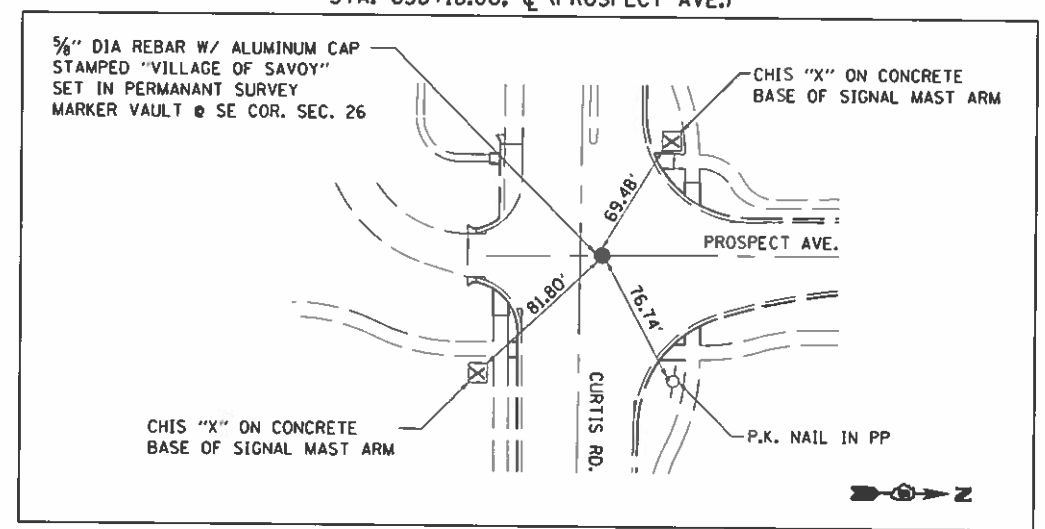 ⅝" DIA REBAR W/ ALUMINUM CAP
STAMPED "VILLAGE OF SAVOY"
SET IN PERMANANT SURVEY
MARKER VAULT @ SE COR. SEC. 26
CHIS "X" ON CONCRETE
BASE OF SIGNAL MAST ARM
69.48'
PROSPECT AVE.
81.80'
76.74'
CURTIS RD.
CHIS "X" ON CONCRETE
BASE OF SIGNAL MAST ARM
P.K. NAIL IN PP
Z